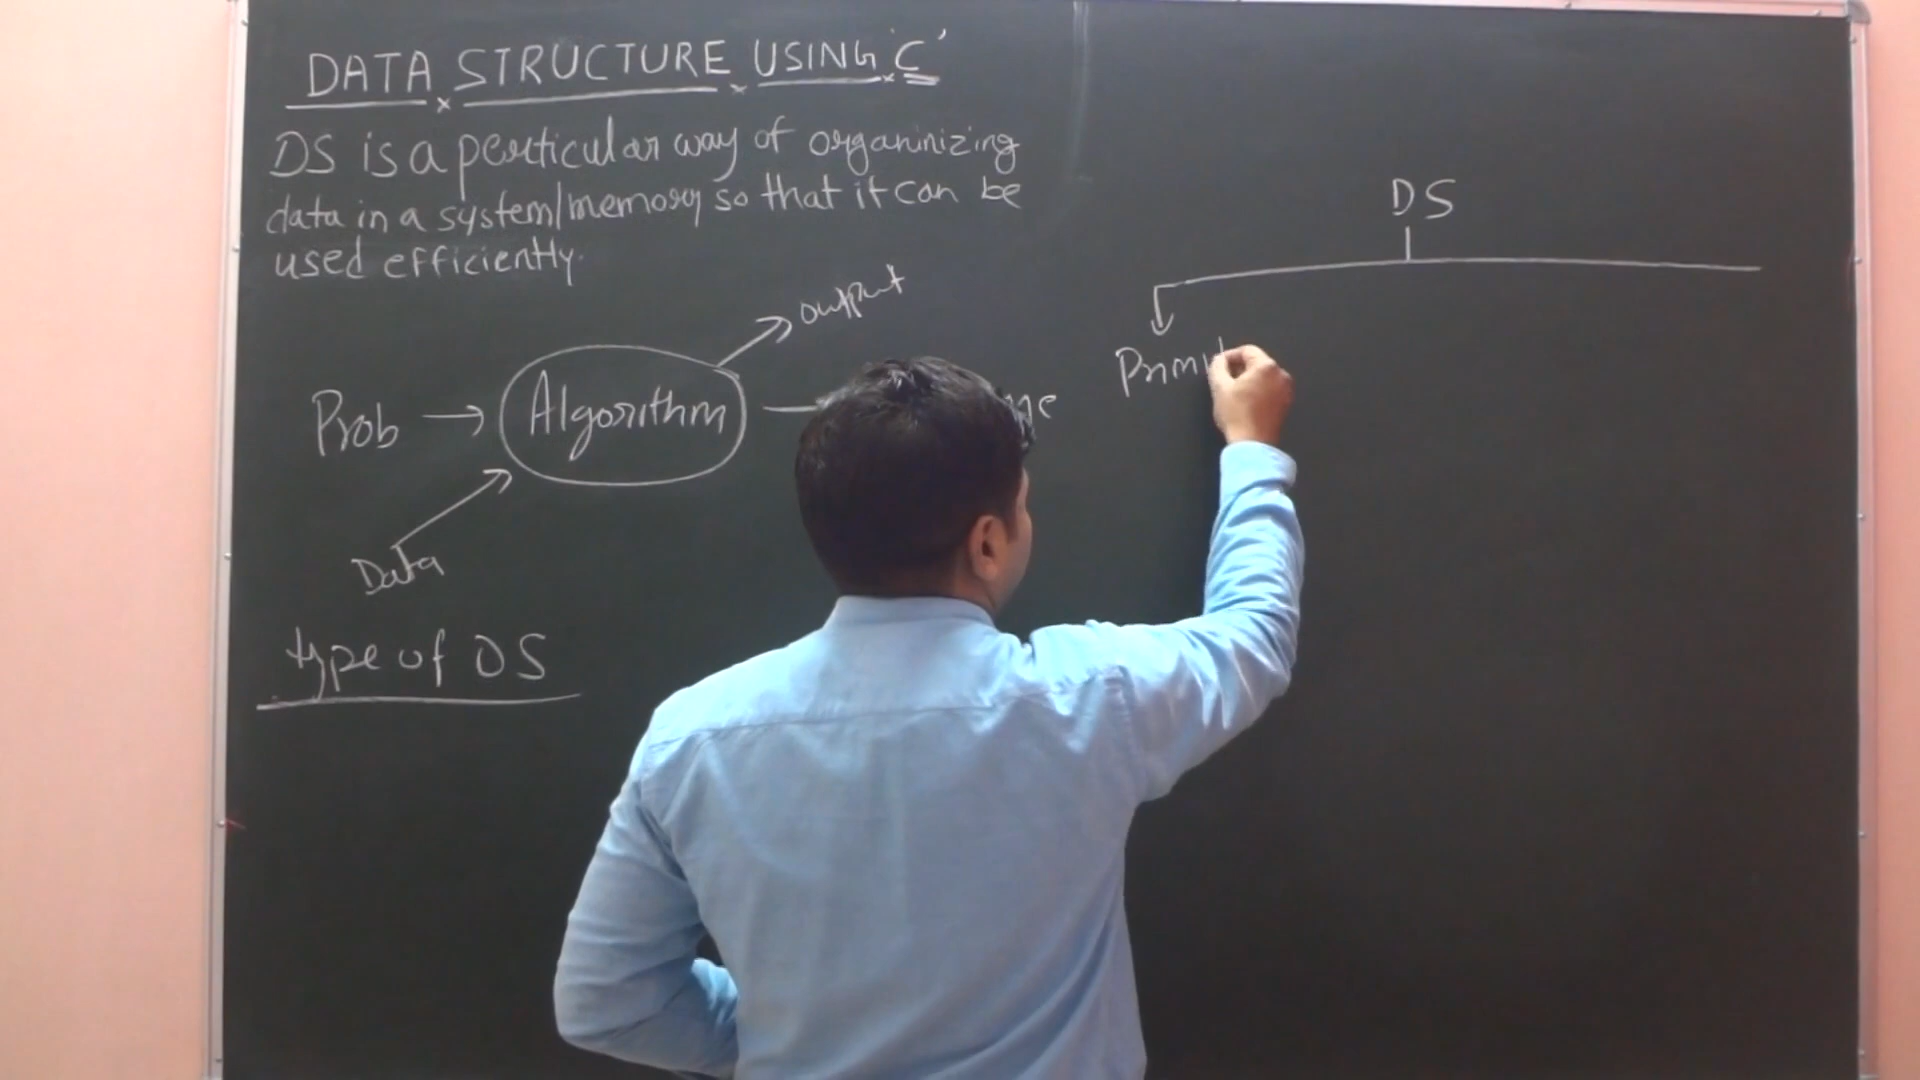 DATA STRUCTURE USING 'C'
DS is a perticular way of organinizing
data in a system/memory so that it can be
used efficiently.
output
Prob → Algorithm
Data
type of DS
DS